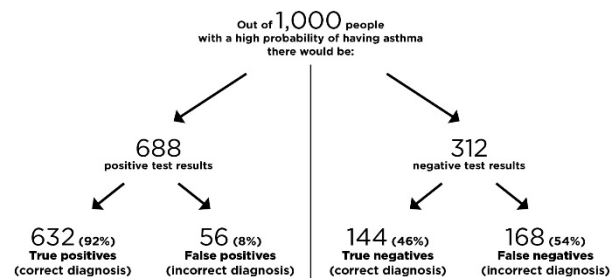 Out of 1,000 people
with a high probability of having asthma
there would be:
688
positive test results
312
negative test results
632 (92%)
True positives
(correct diagnosis)
56 (8%)
False positives
(incorrect diagnosis)
144 (46%)
True negatives
(correct diagnosis)
168 (54%)
False negatives
(incorrect diagnosis)